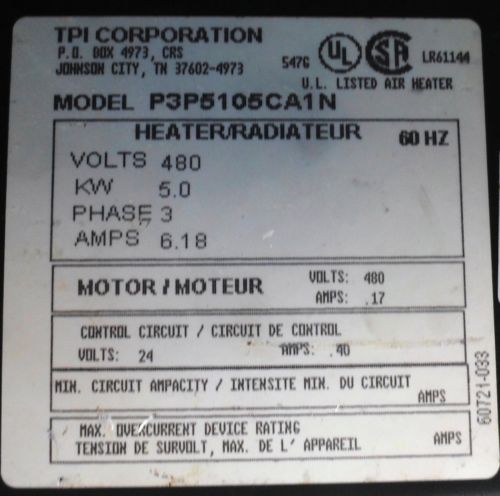 TPI CORPORATION
P.O. BOX 4973, CRS
JOHNSON CITY, TN 37602-4973
547G UL SA LR61144
U.L. LISTED AIR HEATER
MODEL P3P5105CA1N
HEATER/RADIATEUR 60 HZ
VOLTS 480
KW 5.0
PHASE 3
AMPS 6.18
MOTOR / MOTEUR
VOLTS: 480
AMPS: .17
CONTROL CIRCUIT / CIRCUIT DE CONTROL
VOLTS: 24 AMPS: .40
MIN. CIRCUIT AMPACITY / INTENSITE MIN. DU CIRCUIT
AMPS
MAX. OVERCURRENT DEVICE RATING
TENSION DE SURVOLT, MAX. DE L' APPAREIL AMPS
60721-033